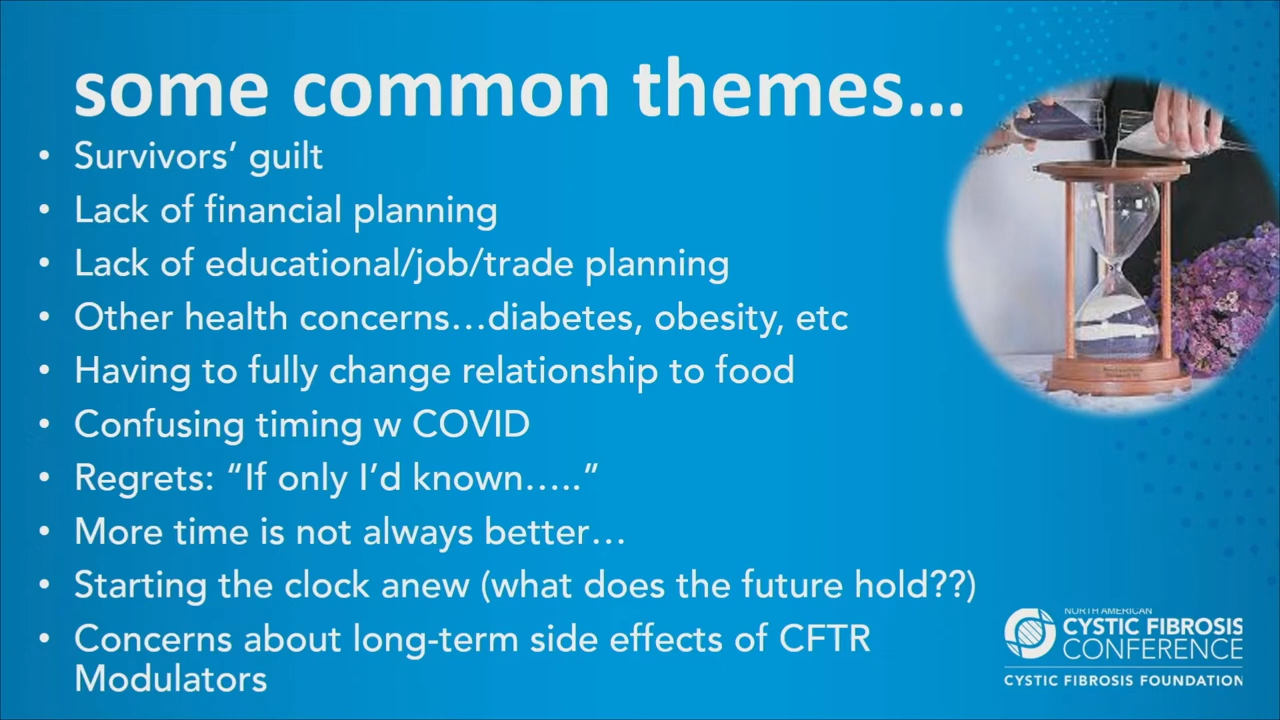 some common themes...
• Survivors’ guilt
• Lack of financial planning
• Lack of educational/job/trade planning
• Other health concerns...diabetes, obesity, etc
• Having to fully change relationship to food
• Confusing timing w COVID
• Regrets: “If only I’d known.....”
• More time is not always better...
• Starting the clock anew (what does the future hold??)
• Concerns about long-term side effects of CFTR
Modulators
NORTH AMERICAN
CYSTIC FIBROSIS
CONFERENCE
CYSTIC FIBROSIS FOUNDATION